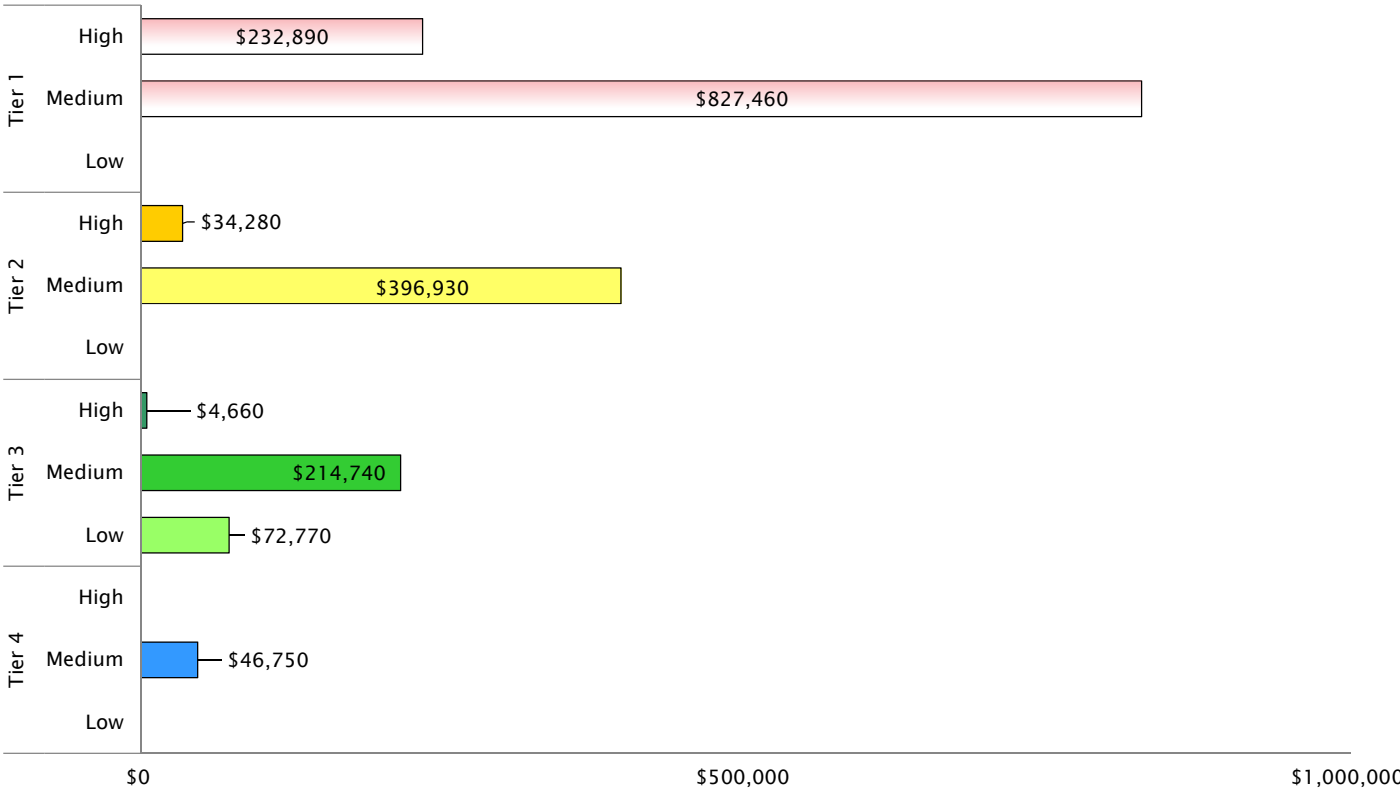 Tier 1
High $232,890
Medium $827,460
Low
Tier 2
High $34,280
Medium $396,930
Low
Tier 3
High $4,660
Medium $214,740
Low $72,770
Tier 4
High
Medium $46,750
Low
$0 $500,000 $1,000,000